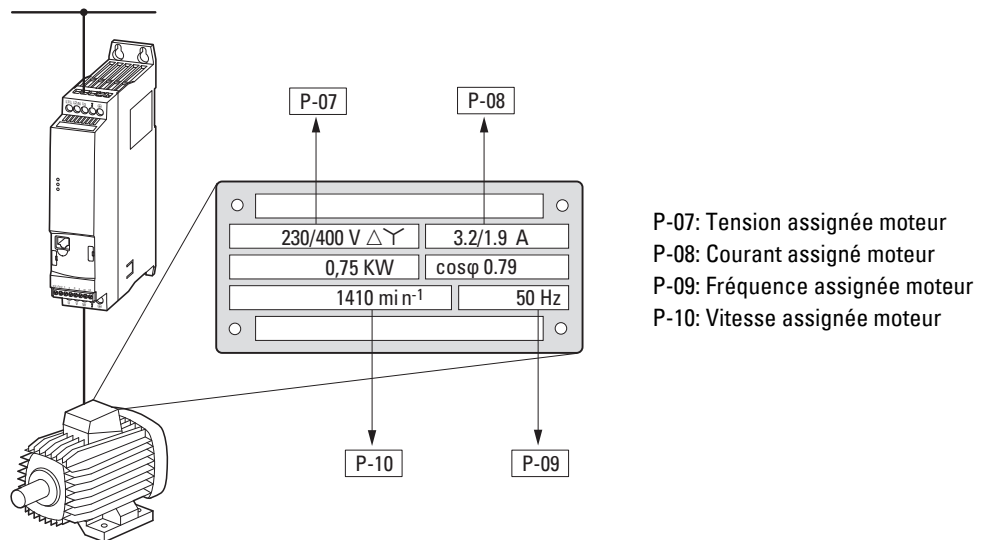 P-07
P-08
230/400 V △Y
3.2/1.9 A
0,75 KW
cosφ 0.79
1410 min-1
50 Hz
P-10
P-09
P-07: Tension assignée moteur
P-08: Courant assigné moteur
P-09: Fréquence assignée moteur
P-10: Vitesse assignée moteur